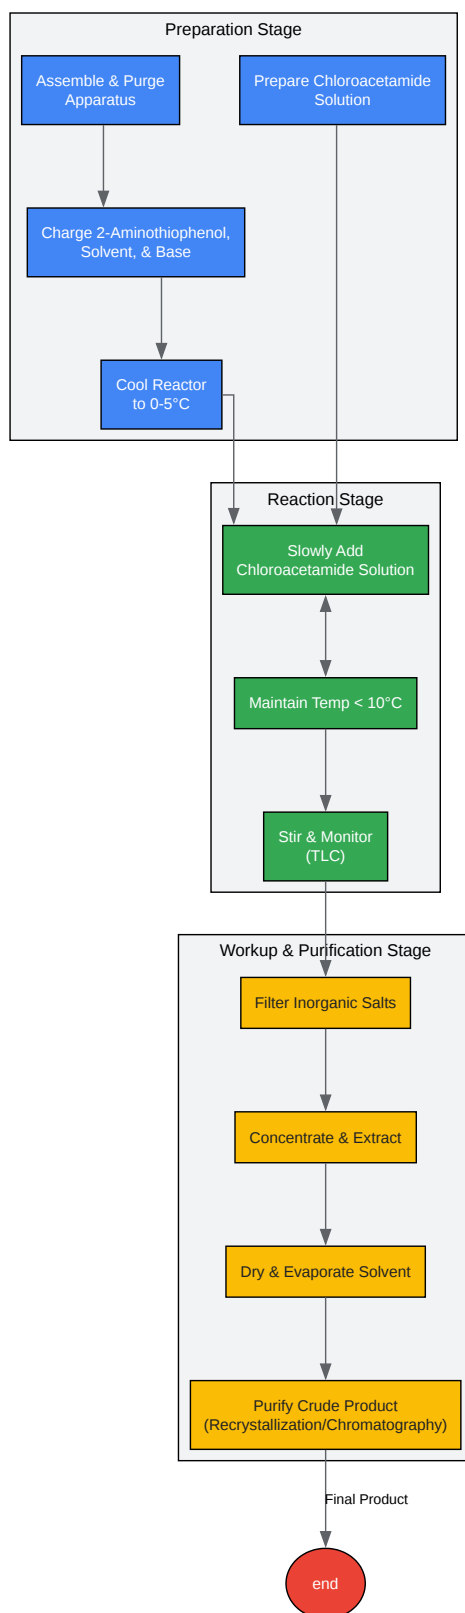 Preparation Stage
Assemble & Purge
Apparatus
Prepare Chloroacetamide
Solution
Charge 2-Aminothiophenol,
Solvent, & Base
Cool Reactor
to 0-5°C
Reaction Stage
Slowly Add
Chloroacetamide Solution
Maintain Temp < 10°C
Stir & Monitor
(TLC)
Workup & Purification Stage
Filter Inorganic Salts
Concentrate & Extract
Dry & Evaporate Solvent
Purify Crude Product
(Recrystallization/Chromatography)
Final Product
end